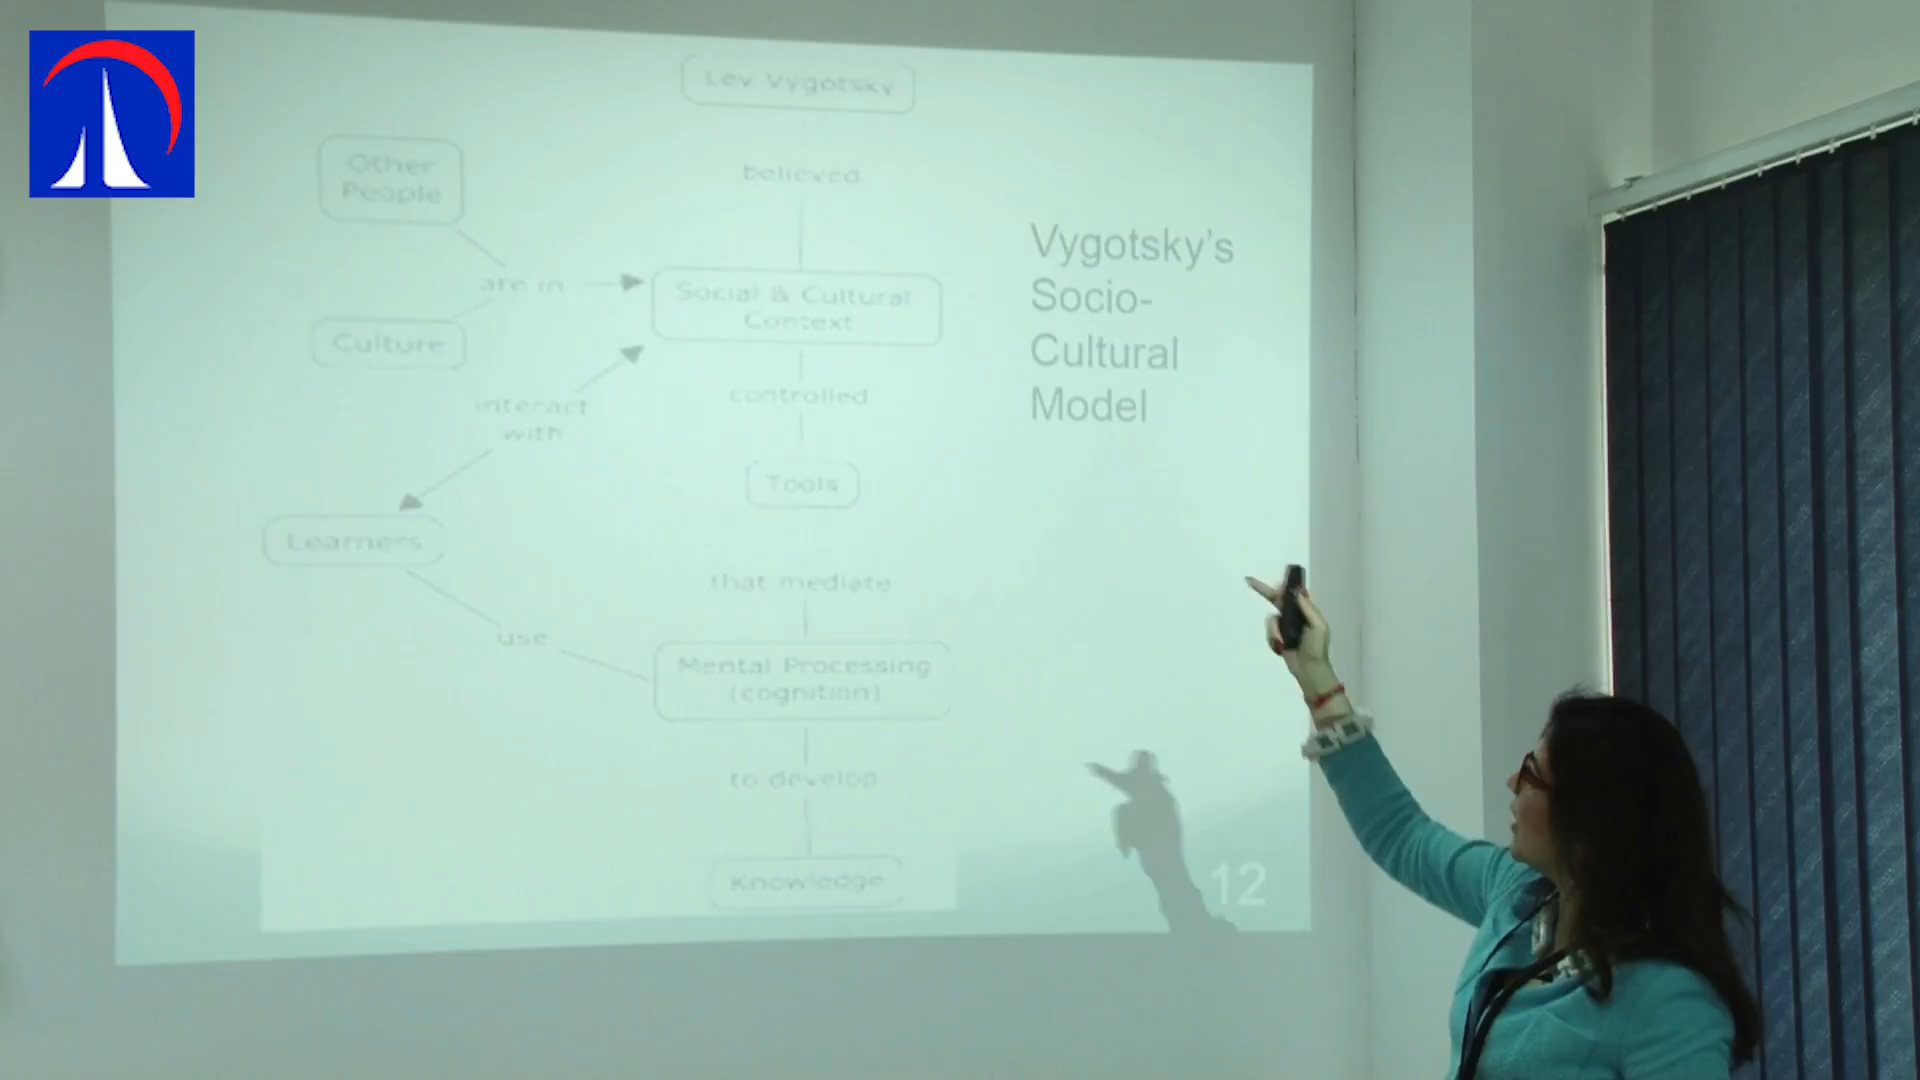 Lev Vygotsky
believed
Other
People
are in
Culture
Social & Cultural
Context
interact
with
controlled
Tools
Learners
that mediate
use
Mental Processing
(cognition)
to develop
Knowledge
Vygotsky's
Socio-
Cultural
Model
12